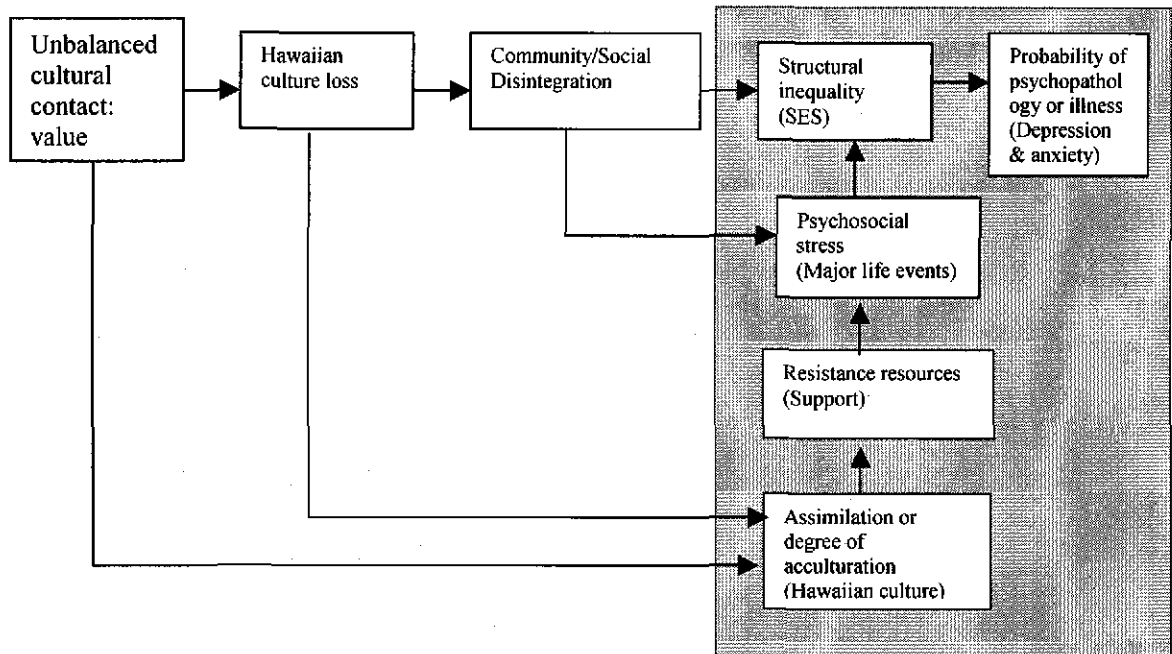 Unbalanced
cultural
contact:
value
Hawaiian
culture loss
Community/Social
Disintegration
Structural
inequality
(SES)
Probability of
psychopathol
ogy or illness
(Depression
& anxiety)
Psychosocial
stress
(Major life events)
Resistance resources
(Support)
Assimilation or
degree of
acculturation
(Hawaiian culture)